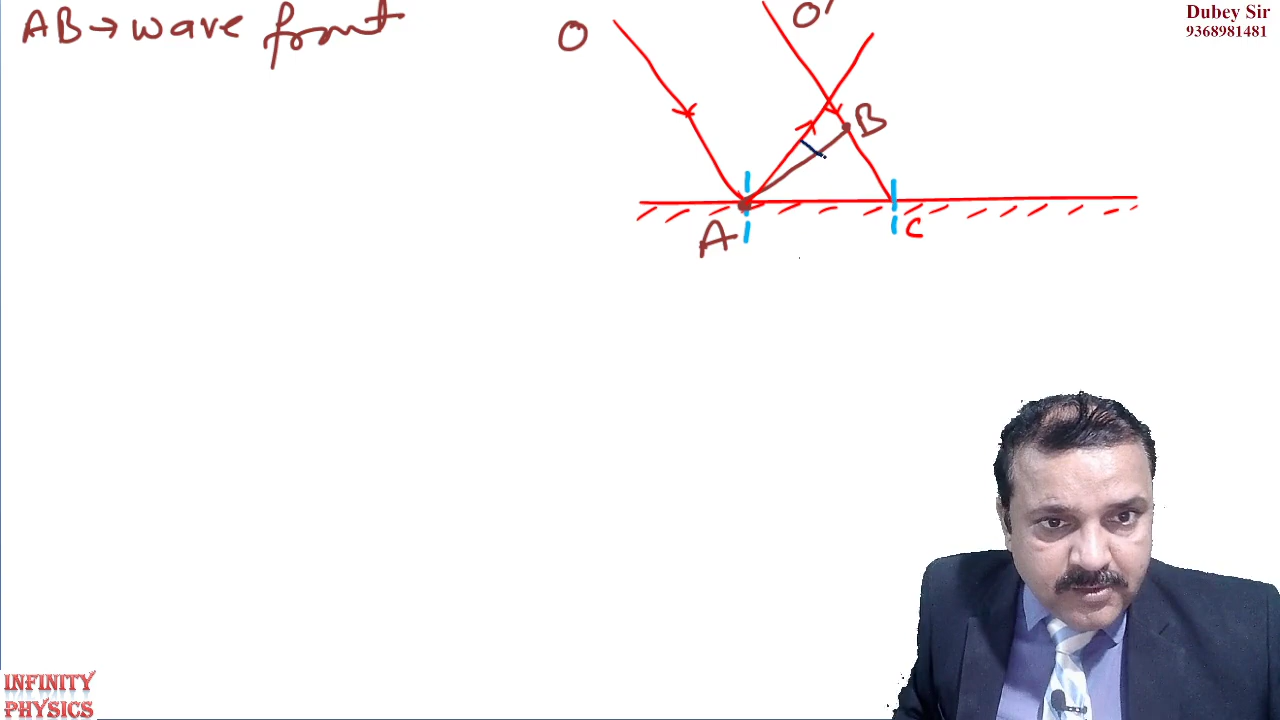 AB→wave front
O
O'
Dubey Sir
9368981481
B
A
C
INFINITY
PHYSICS